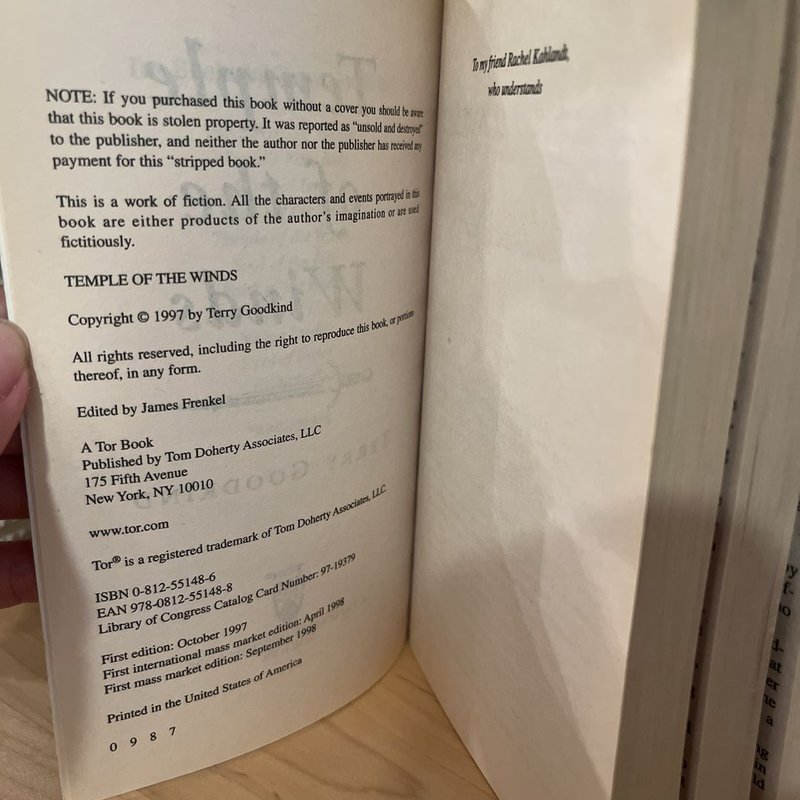 NOTE: If you purchased this book without a cover you should be aware
that this book is stolen property. It was reported as “unsold and destroyed”
to the publisher, and neither the author nor the publisher has received any
payment for this “stripped book.”
This is a work of fiction. All the characters and events portrayed in this
book are either products of the author’s imagination or are used
fictitiously.
TEMPLE OF THE WINDS
Copyright © 1997 by Terry Goodkind
All rights reserved, including the right to reproduce this book, or portion
thereof, in any form.
Edited by James Frenkel
A Tor Book
Published by Tom Doherty Associates, LLC
175 Fifth Avenue
New York, NY 10010
www.tor.com
Tor® is a registered trademark of Tom Doherty Associates, LLC.
ISBN 0-812-55148-6
EAN 978-0812-55148-8
Library of Congress Catalog Card Number: 97-19379
First edition: October 1997
First international mass market edition: April 1998
First mass market edition: September 1998
Printed in the United States of America
0 9 8 7
To my friend Rachel Kahlandt,
who understands